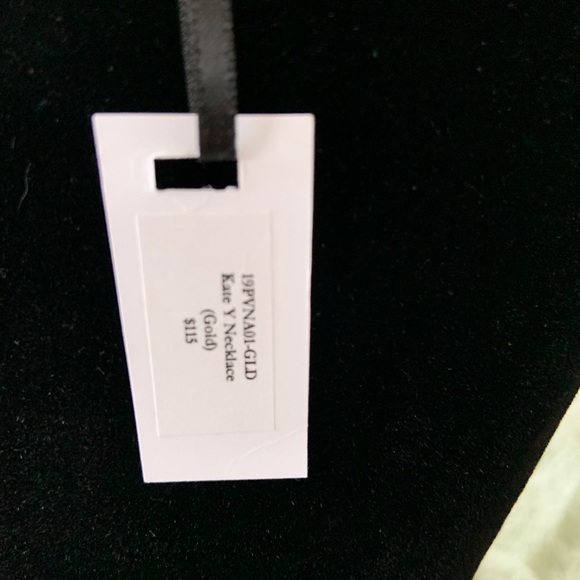 19PVNA01-GLD
Kate Y Necklace
(Gold)
$115